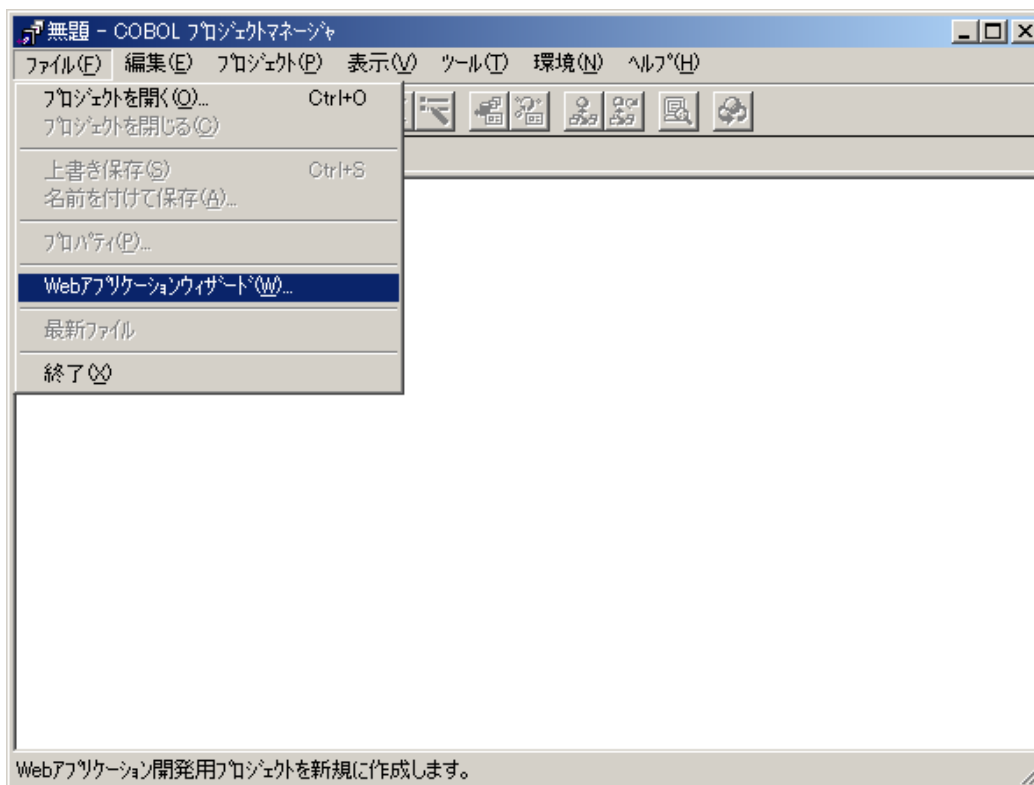 無題 - COBOL プロジェクトマネージャ
ファイル(F) 編集(E) プロジェクト(P) 表示(V) ツール(T) 環境(N) ヘルプ(H)
プロジェクトを開く(O)... Ctrl+O
プロジェクトを閉じる(C)
上書き保存(S) Ctrl+S
名前を付けて保存(A)...
プロパティ(P)...
Webアプリケーションウィザード(W)...
最新ファイル
終了(X)
Webアプリケーション開発用プロジェクトを新規に作成します。